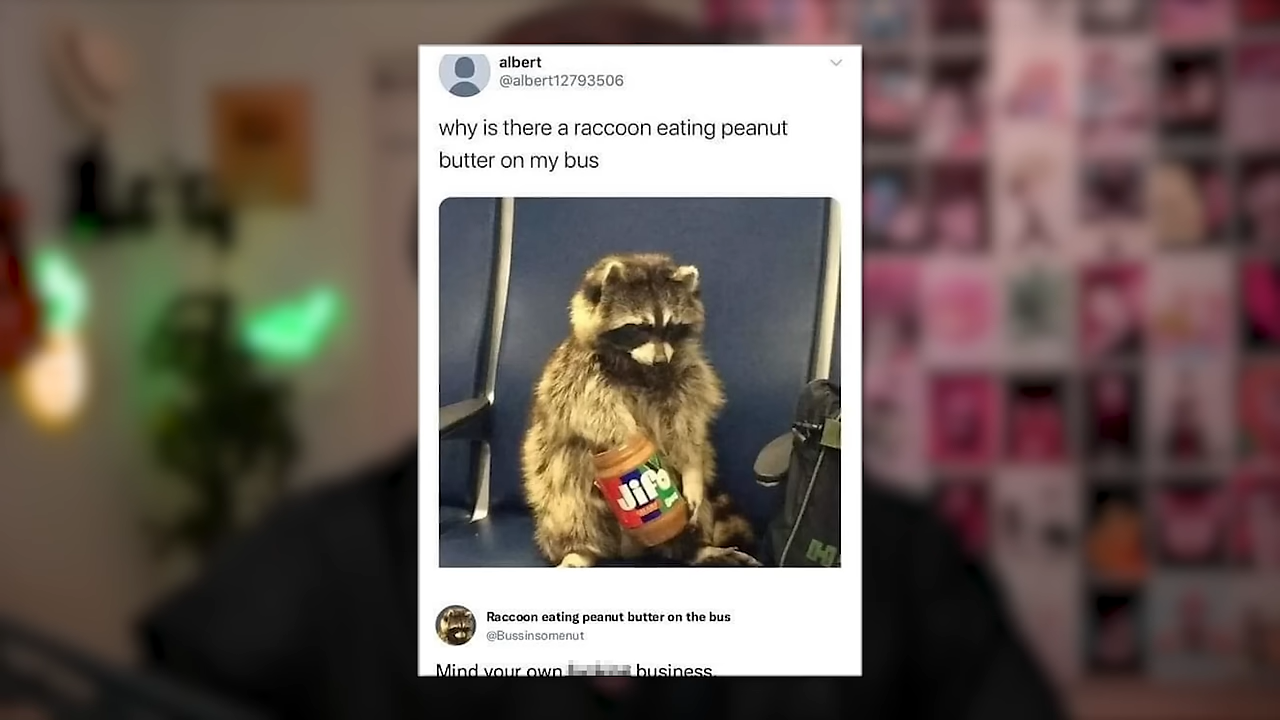 albert
@albert12793506
why is there a raccoon eating peanut
butter on my bus
Jif
Raccoon eating peanut butter on the bus
@Bussinsomenut
Mind your own business.